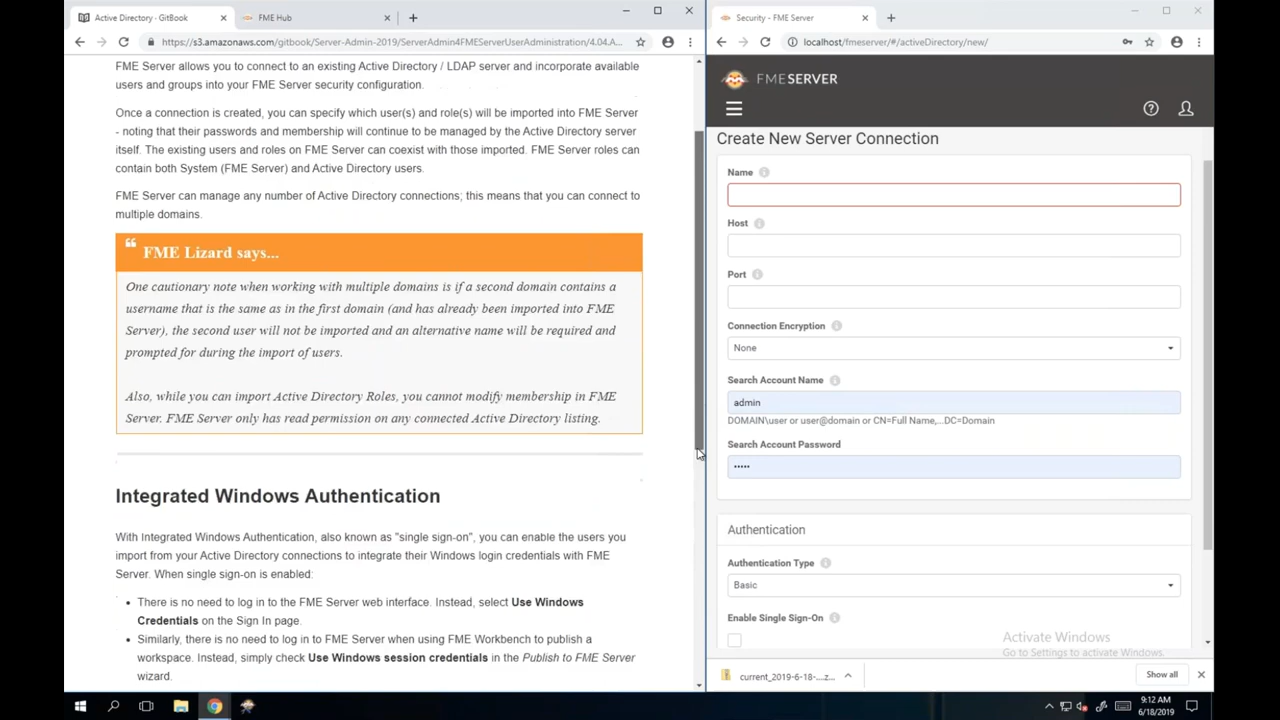 Active Directory · GitBook
FME Hub
https://s3.amazonaws.com/gitbook/Server-Admin-2019/ServerAdmin4FMEServerUserAdministration/4.04.A...
FME Server allows you to connect to an existing Active Directory / LDAP server and incorporate available
users and groups into your FME Server security configuration.
Once a connection is created, you can specify which user(s) and role(s) will be imported into FME Server
- noting that their passwords and membership will continue to be managed by the Active Directory server
itself. The existing users and roles on FME Server can coexist with those imported. FME Server roles can
contain both System (FME Server) and Active Directory users.
FME Server can manage any number of Active Directory connections; this means that you can connect to
multiple domains.
❝ FME Lizard says...
One cautionary note when working with multiple domains is if a second domain contains a
username that is the same as in the first domain (and has already been imported into FME
Server), the second user will not be imported and an alternative name will be required and
prompted for during the import of users.
Also, while you can import Active Directory Roles, you cannot modify membership in FME
Server. FME Server only has read permission on any connected Active Directory listing.
Integrated Windows Authentication
With Integrated Windows Authentication, also known as "single sign-on", you can enable the users you
import from your Active Directory connections to integrate their Windows login credentials with FME
Server. When single sign-on is enabled:
• There is no need to log in to the FME Server web interface. Instead, select Use Windows
Credentials on the Sign In page.
• Similarly, there is no need to log in to FME Server when using FME Workbench to publish a
workspace. Instead, simply check Use Windows session credentials in the Publish to FME Server
wizard.
Security - FME Server
localhost/fmeserver/#/activeDirectory/new/
FMESERVER
Create New Server Connection
Name
Host
Port
Connection Encryption
None
Search Account Name
admin
DOMAIN\user or user@domain or CN=Full Name,...DC=Domain
Search Account Password
•••••
Authentication
Authentication Type
Basic
Enable Single Sign-On
Activate Windows
Go to Settings to activate Windows.
current_2019-6-18-....z...
Show all
9:12 AM
6/18/2019